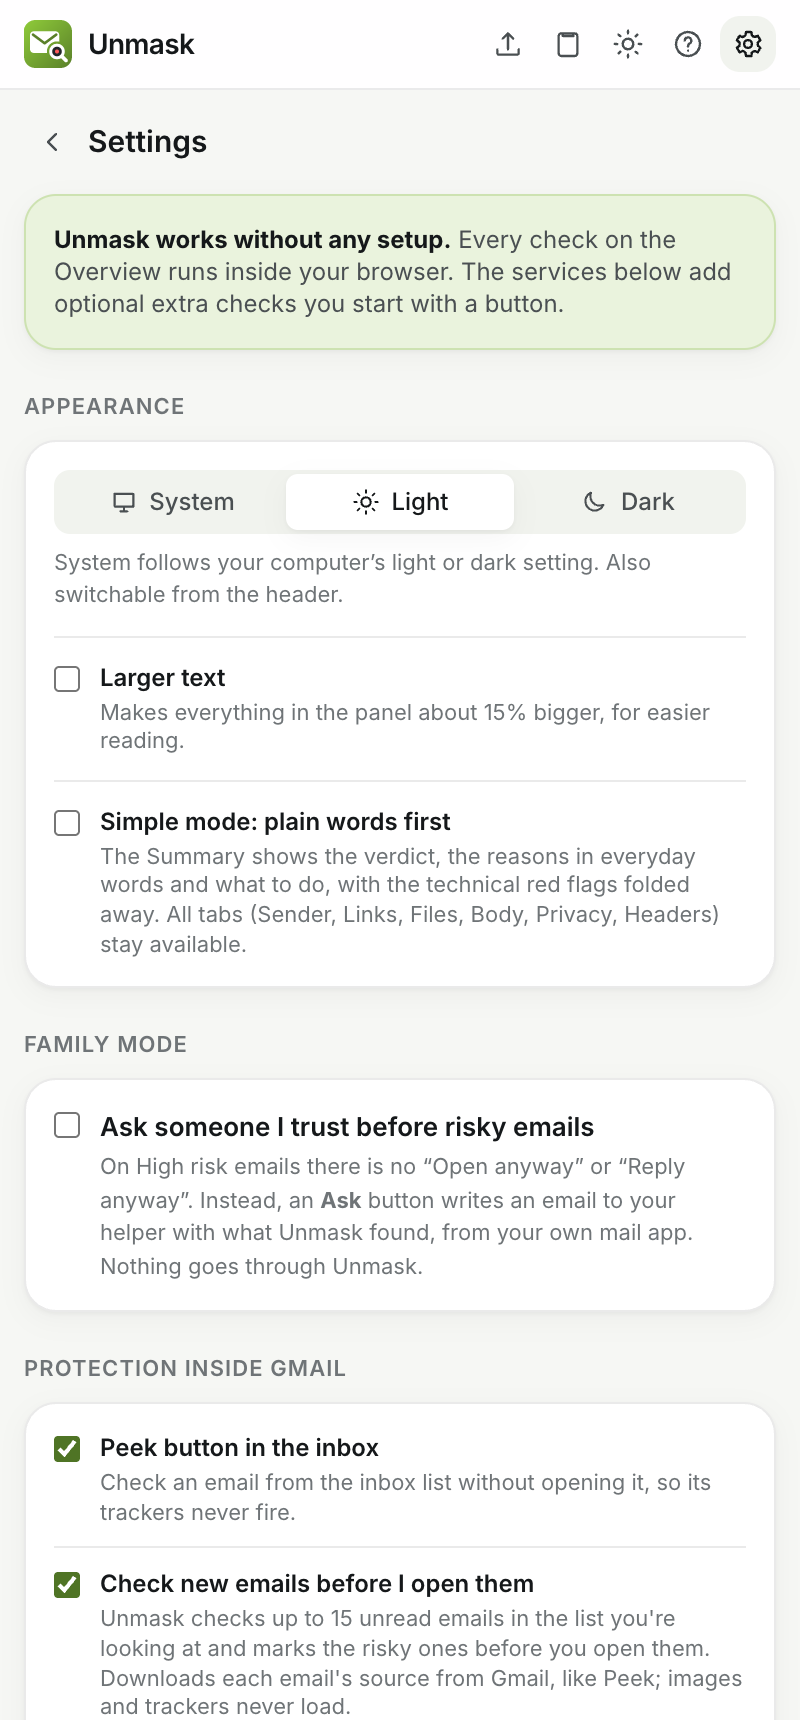 Unmask
Settings
Unmask works without any setup. Every check on the
Overview runs inside your browser. The services below add
optional extra checks you start with a button.
APPEARANCE
System
Light
Dark
System follows your computer’s light or dark setting. Also
switchable from the header.
Larger text
Makes everything in the panel about 15% bigger, for easier
reading.
Simple mode: plain words first
The Summary shows the verdict, the reasons in everyday
words and what to do, with the technical red flags folded
away. All tabs (Sender, Links, Files, Body, Privacy, Headers)
stay available.
FAMILY MODE
Ask someone I trust before risky emails
On High risk emails there is no “Open anyway” or “Reply
anyway”. Instead, an Ask button writes an email to your
helper with what Unmask found, from your own mail app.
Nothing goes through Unmask.
PROTECTION INSIDE GMAIL
Peek button in the inbox
Check an email from the inbox list without opening it, so its
trackers never fire.
Check new emails before I open them
Unmask checks up to 15 unread emails in the list you're
looking at and marks the risky ones before you open them.
Downloads each email's source from Gmail, like Peek; images
and trackers never load.